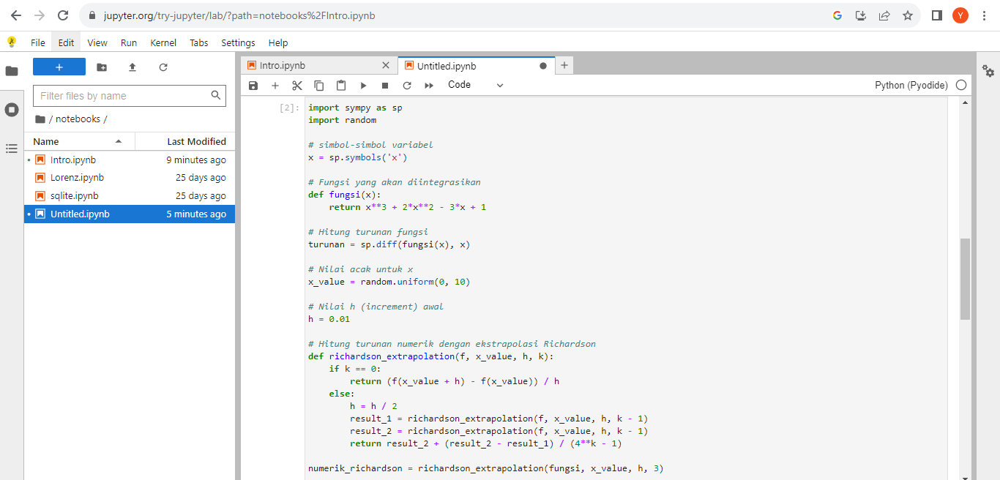 jupyter.org/try-jupyter/lab/?path=notebooks%2FIntro.ipynb
Y
File Edit View Run Kernel Tabs Settings Help
Filter files by name
/ notebooks /
Name Last Modified
Intro.ipynb 9 minutes ago
Lorenz.ipynb 25 days ago
sqlite.ipynb 25 days ago
Untitled.ipynb 5 minutes ago
Intro.ipynb
Untitled.ipynb
Code
Python (Pyodide)
[2]:
import sympy as sp
import random
# simbol-simbol variabel
x = sp.symbols('x')
# Fungsi yang akan diintegrasikan
def fungsi(x):
    return x**3 + 2*x**2 - 3*x + 1
# Hitung turunan fungsi
turunan = sp.diff(fungsi(x), x)
# Nilai acak untuk x
x_value = random.uniform(0, 10)
# Nilai h (increment) awal
h = 0.01
# Hitung turunan numerik dengan ekstrapolasi Richardson
def richardson_extrapolation(f, x_value, h, k):
    if k == 0:
        return (f(x_value + h) - f(x_value)) / h
    else:
        h = h / 2
        result_1 = richardson_extrapolation(f, x_value, h, k - 1)
        result_2 = richardson_extrapolation(f, x_value, h, k - 1)
        return result_2 + (result_2 - result_1) / (4**k - 1)
numerik_richardson = richardson_extrapolation(fungsi, x_value, h, 3)